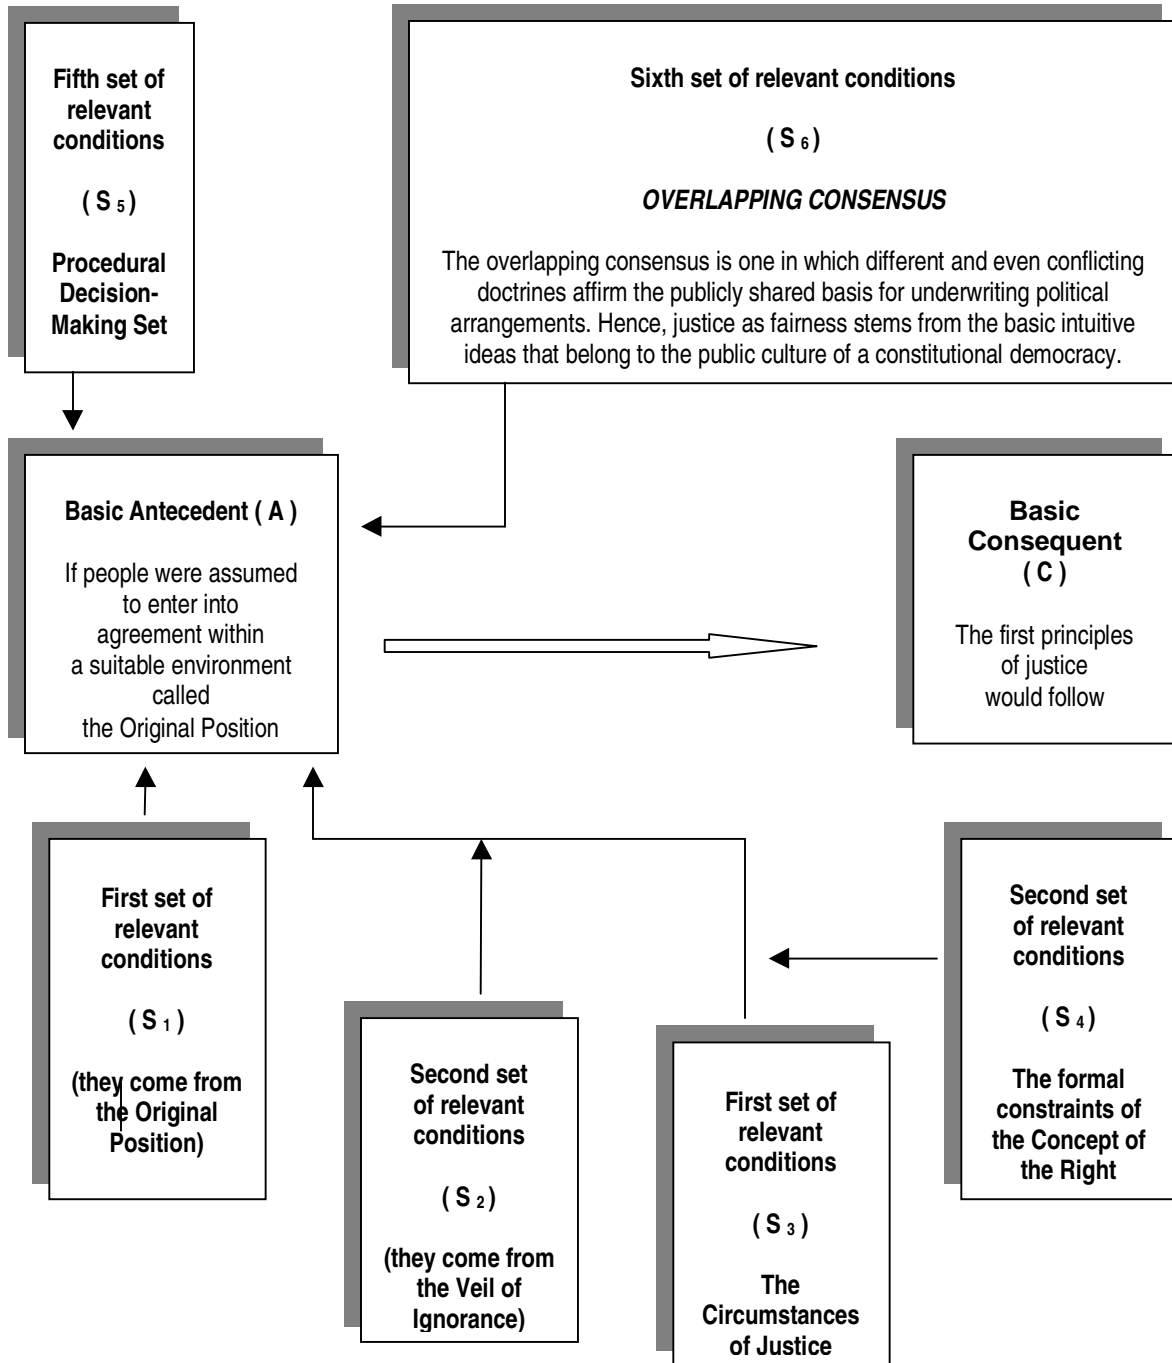 Fifth set of
relevant
conditions
( S 5 )
Procedural
Decision-
Making Set
Sixth set of relevant conditions
( S 6 )
OVERLAPPING CONSENSUS
The overlapping consensus is one in which different and even conflicting
doctrines affirm the publicly shared basis for underwriting political
arrangements. Hence, justice as fairness stems from the basic intuitive
ideas that belong to the public culture of a constitutional democracy.
Basic Antecedent ( A )
If people were assumed
to enter into
agreement within
a suitable environment
called
the Original Position
Basic
Consequent
( C )
The first principles
of justice
would follow
First set of
relevant
conditions
( S 1 )
(they come from
the Original
Position)
Second set
of relevant
conditions
( S 2 )
(they come from
the Veil of
Ignorance)
First set of
relevant
conditions
( S 3 )
The
Circumstances
of Justice
Second set
of relevant
conditions
( S 4 )
The formal
constraints of
the Concept of
the Right